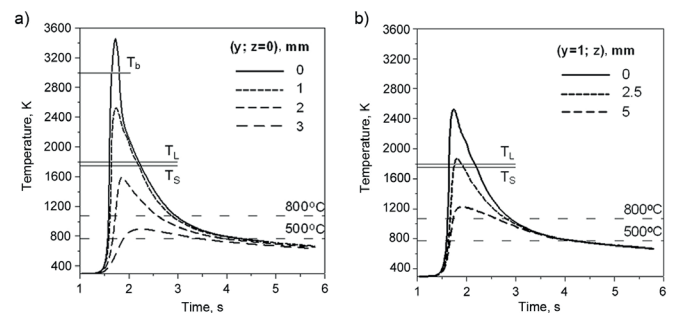 a)
(y; z=0), mm
0
1
2
3
T_b
T_L
T_S
800°C
500°C
3600
3200
2800
2400
2000
1600
1200
800
400
1 2 3 4 5 6
Temperature, K
Time, s
b)
(y=1; z), mm
0
2.5
5
T_L
T_S
800°C
500°C
3600
3200
2800
2400
2000
1600
1200
800
400
1 2 3 4 5 6
Temperature, K
Time, s